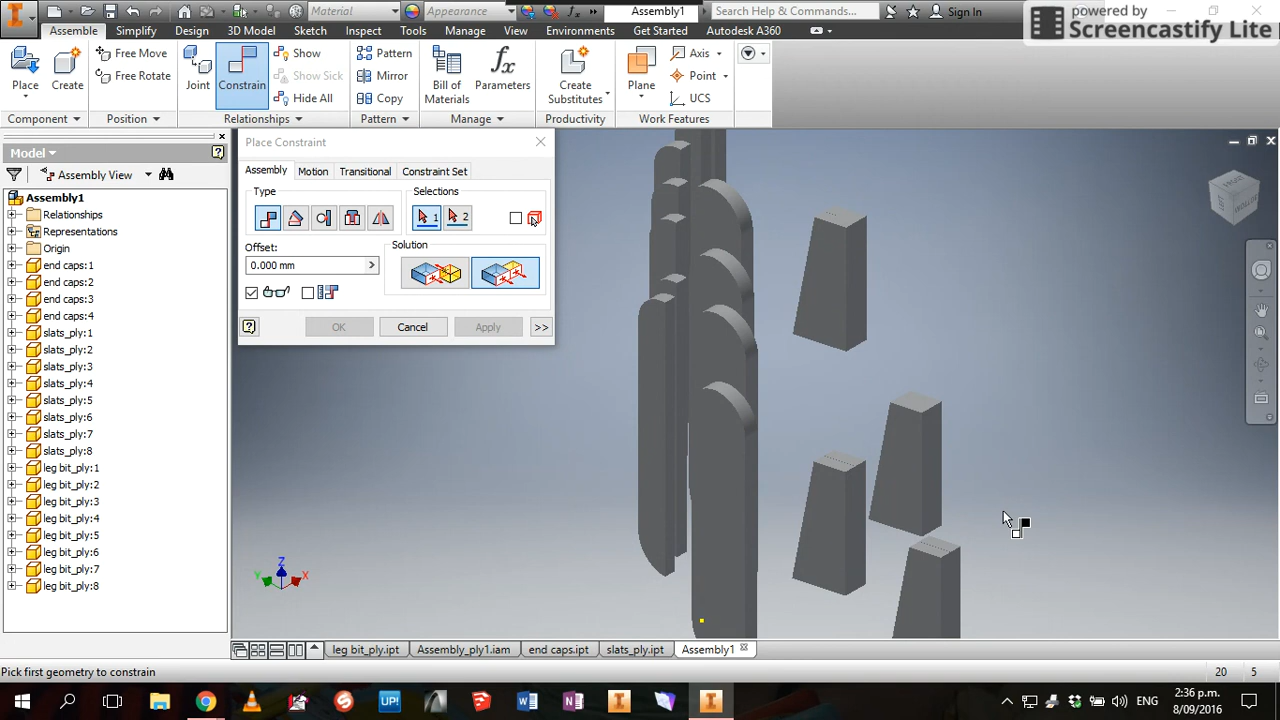 Material
Appearance
Assembly1
Search Help & Commands...
Sign In
powered by
Screencastify Lite
Assemble Simplify Design 3D Model Sketch Inspect Tools Manage View Environments Get Started Autodesk A360
Place
Create
Free Move
Free Rotate
Joint
Constrain
Show
Show Sick
Hide All
Pattern
Mirror
Copy
Bill of
Materials
Parameters
Create
Substitutes
Plane
Axis
Point
UCS
Component Position Relationships Pattern Manage Productivity Work Features
Model
Assembly View
Assembly1
Relationships
Representations
Origin
end caps:1
end caps:2
end caps:3
end caps:4
slats_ply:1
slats_ply:2
slats_ply:3
slats_ply:4
slats_ply:5
slats_ply:6
slats_ply:7
slats_ply:8
leg bit_ply:1
leg bit_ply:2
leg bit_ply:3
leg bit_ply:4
leg bit_ply:5
leg bit_ply:6
leg bit_ply:7
leg bit_ply:8
Place Constraint
Assembly Motion Transitional Constraint Set
Type
Selections
1
2
Offset:
0.000 mm
Solution
OK
Cancel
Apply
>>
Z
Y
X
leg bit_ply.ipt Assembly_ply1.iam end caps.ipt slats_ply.ipt Assembly1
Pick first geometry to constrain
20 5
UP!
ENG
2:36 p.m.
8/09/2016